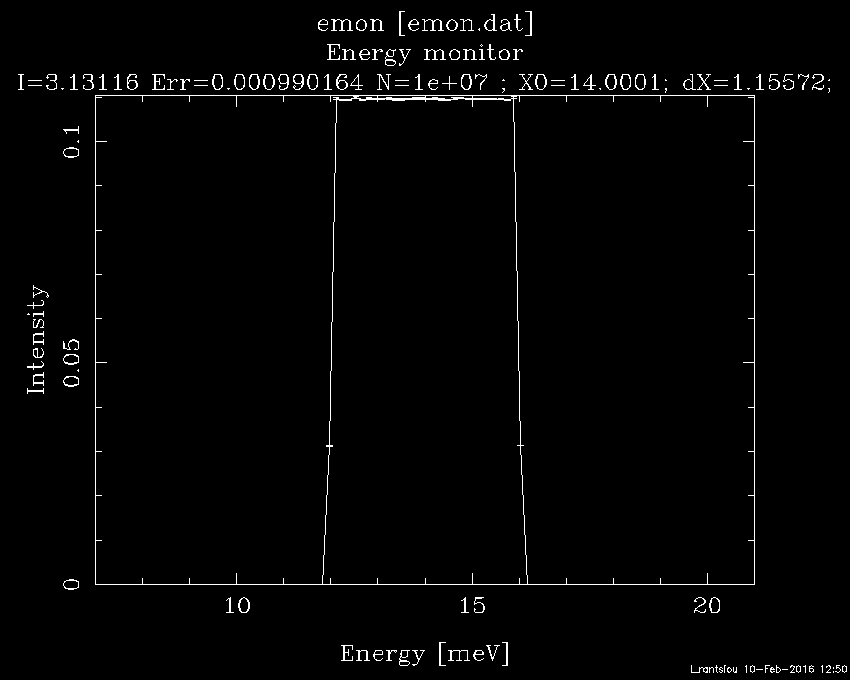 emon [emon.dat]
Energy monitor
I=3.13116 Err=0.000990164 N=1e+07 ; X0=14.0001; dX=1.15572;
0.1
0.05
0
Intensity
10 15 20
Energy [meV]
l_rantsiou 10-Feb-2016 12:50